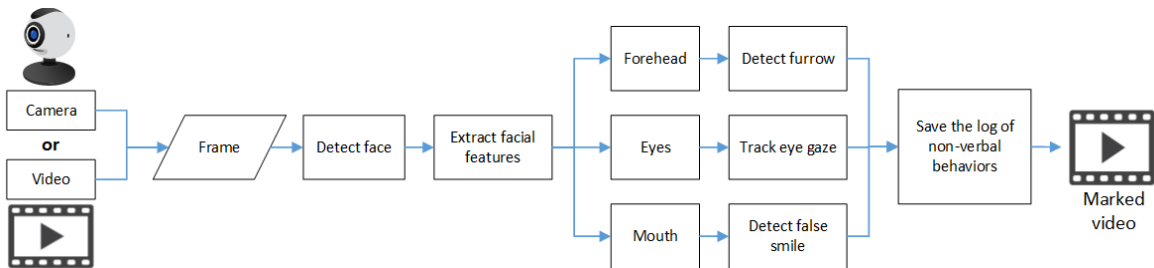 Camera
or
Video
Frame
Detect face
Extract facial
features
Forehead
Detect furrow
Eyes
Track eye gaze
Mouth
Detect false
smile
Save the log of
non-verbal
behaviors
Marked
video